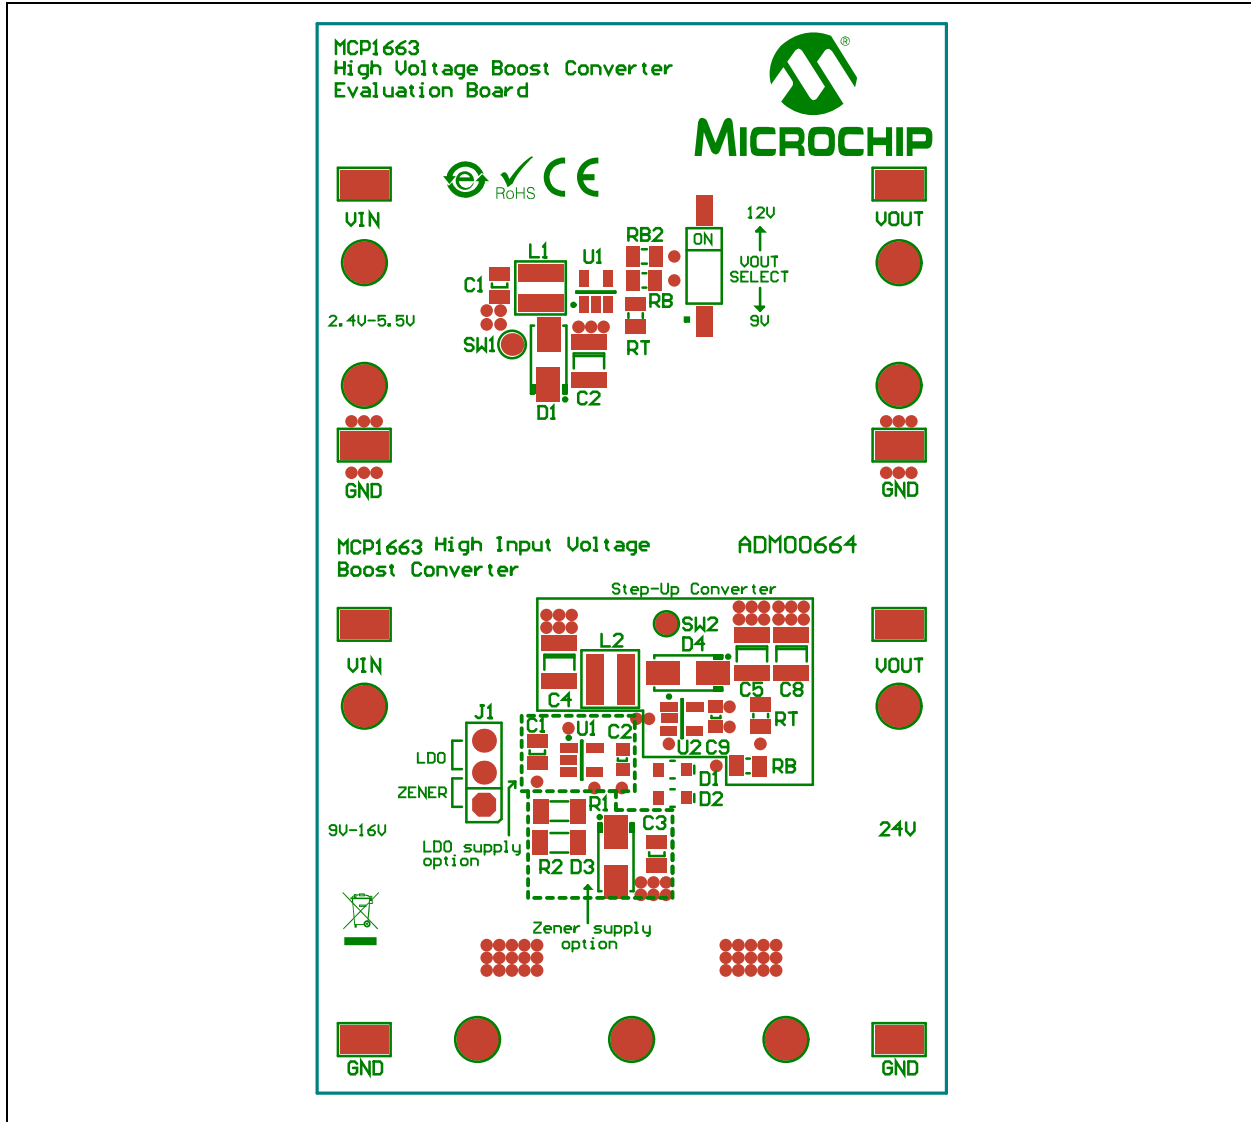 MCP1663
High Voltage Boost Converter
Evaluation Board
®
MICROCHIP
e
RoHS
CE
VIN
VOUT
12V
ON
VOUT
SELECT
9V
RB2
L1
U1
C1
RB
2.4V-5.5V
SW1
RT
C2
D1
GND
GND
MCP1663 High Input Voltage
Boost Converter
ADM00664
Step-Up Converter
SW2
L2
D4
VIN
VOUT
C4
C5
C8
J1
C1
U1
C2
U2
C9
RT
LDO
RB
D1
ZENER
D2
R1
9V-16V
C3
24V
LDO supply
option
R2
D3
Zener supply
option
GND
GND